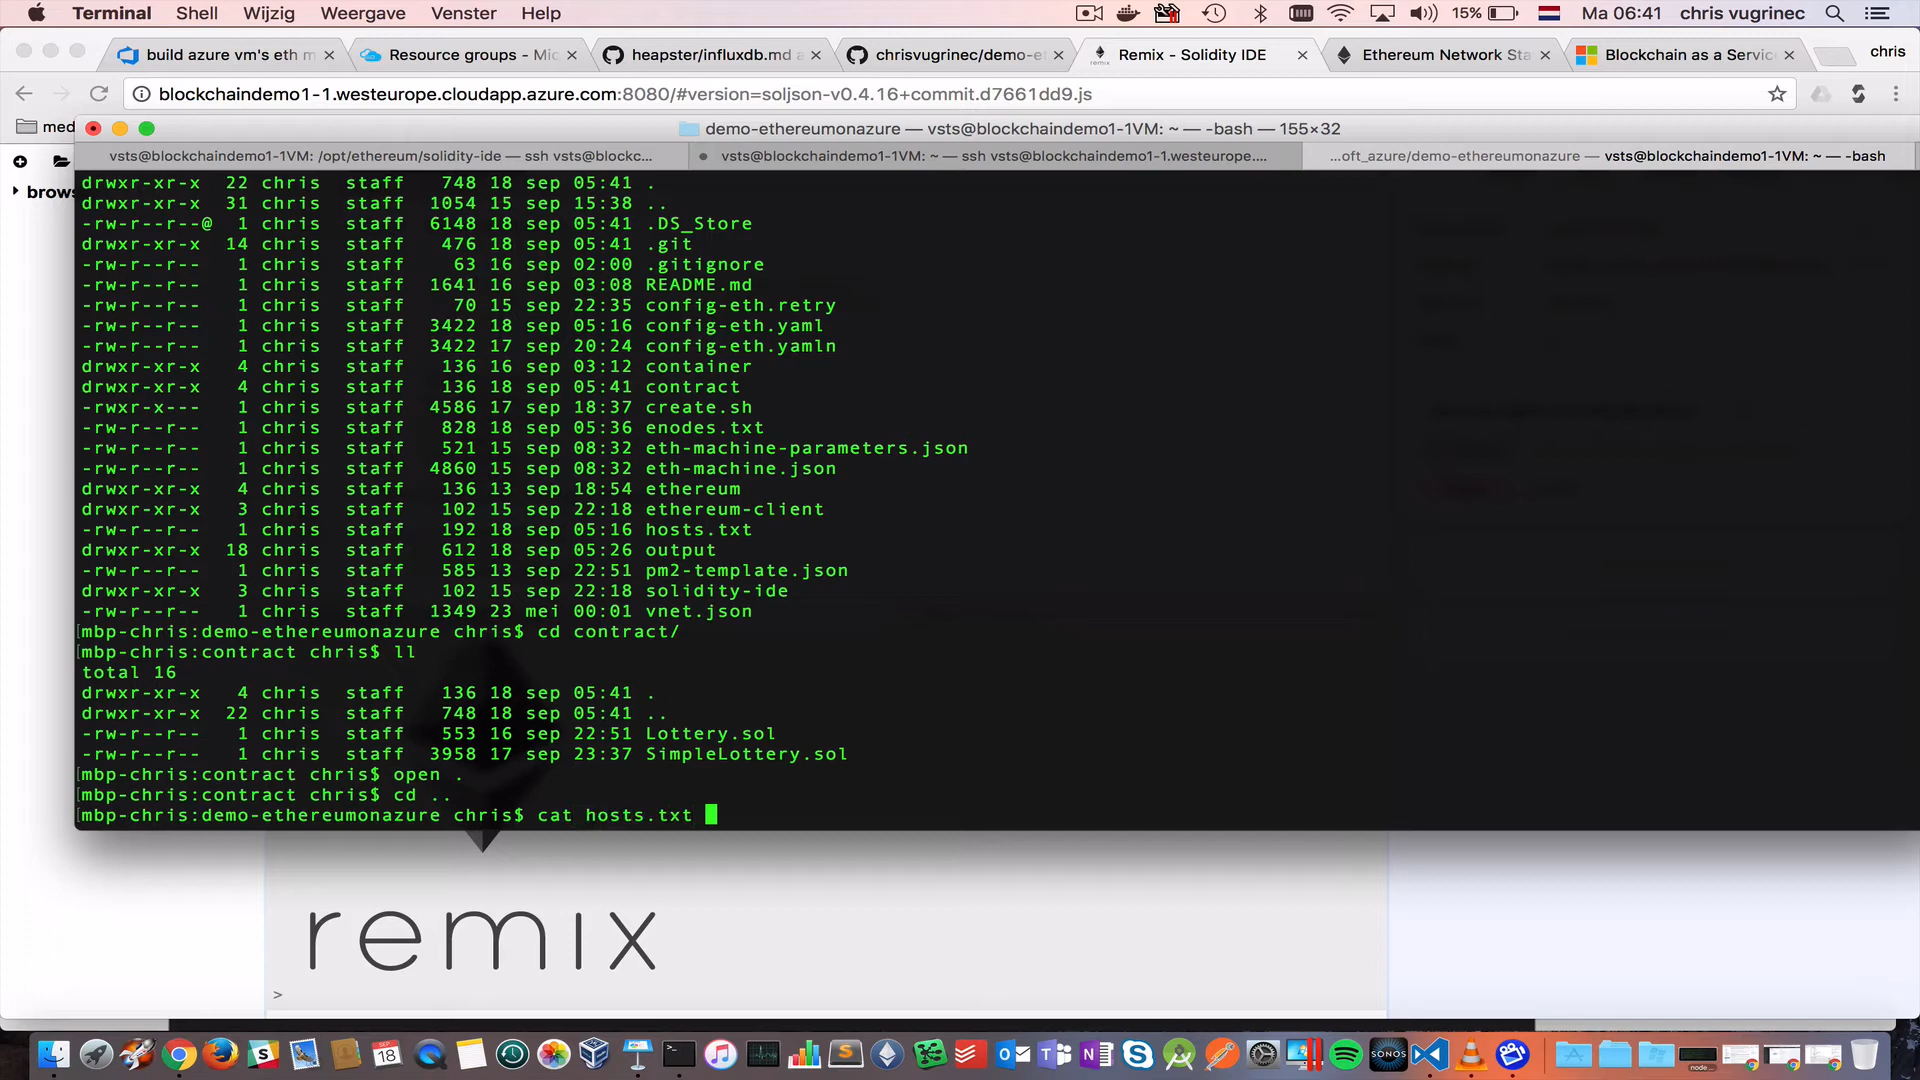 Terminal Shell Wijzig Weergave Venster Help 15% Ma 06:41 chris vugrinec
build azure vm's eth m Resource groups - Mic heapster/influxdb.md a chrisvugrinec/demo-et Remix - Solidity IDE Ethereum Network Sta Blockchain as a Servic chris
blockchaindemo1-1.westeurope.cloudapp.azure.com:8080/#version=soljson-v0.4.16+commit.d7661dd9.js
med
demo-ethereumonazure — vsts@blockchaindemo1-1VM: ~ — -bash — 155×32
vsts@blockchaindemo1-1VM: /opt/ethereum/solidity-ide — ssh vsts@blockc... vsts@blockchaindemo1-1VM: ~ — ssh vsts@blockchaindemo1-1.westeurope.... ...oft_azure/demo-ethereumonazure — vsts@blockchaindemo1-1VM: ~ — -bash
brows
drwxr-xr-x 22 chris staff 748 18 sep 05:41 .
drwxr-xr-x 31 chris staff 1054 15 sep 15:38 ..
-rw-r--r--@ 1 chris staff 6148 18 sep 05:41 .DS_Store
drwxr-xr-x 14 chris staff 476 18 sep 05:41 .git
-rw-r--r-- 1 chris staff 63 16 sep 02:00 .gitignore
-rw-r--r-- 1 chris staff 1641 16 sep 03:08 README.md
-rw-r--r-- 1 chris staff 70 15 sep 22:35 config-eth.retry
-rw-r--r-- 1 chris staff 3422 18 sep 05:16 config-eth.yaml
-rw-r--r-- 1 chris staff 3422 17 sep 20:24 config-eth.yamln
drwxr-xr-x 4 chris staff 136 16 sep 03:12 container
drwxr-xr-x 4 chris staff 136 18 sep 05:41 contract
-rwxr-x--- 1 chris staff 4586 17 sep 18:37 create.sh
-rw-r--r-- 1 chris staff 828 18 sep 05:36 enodes.txt
-rw-r--r-- 1 chris staff 521 15 sep 08:32 eth-machine-parameters.json
-rw-r--r-- 1 chris staff 4860 15 sep 08:32 eth-machine.json
drwxr-xr-x 4 chris staff 136 13 sep 18:54 ethereum
drwxr-xr-x 3 chris staff 102 15 sep 22:18 ethereum-client
-rw-r--r-- 1 chris staff 192 18 sep 05:16 hosts.txt
drwxr-xr-x 18 chris staff 612 18 sep 05:26 output
-rw-r--r-- 1 chris staff 585 13 sep 22:51 pm2-template.json
drwxr-xr-x 3 chris staff 102 15 sep 22:18 solidity-ide
-rw-r--r-- 1 chris staff 1349 23 mei 00:01 vnet.json
[mbp-chris:demo-ethereumonazure chris$ cd contract/
[mbp-chris:contract chris$ ll
total 16
drwxr-xr-x 4 chris staff 136 18 sep 05:41 .
drwxr-xr-x 22 chris staff 748 18 sep 05:41 ..
-rw-r--r-- 1 chris staff 553 16 sep 22:51 Lottery.sol
-rw-r--r-- 1 chris staff 3958 17 sep 23:37 SimpleLottery.sol
[mbp-chris:contract chris$ open .
[mbp-chris:contract chris$ cd ..
[mbp-chris:demo-ethereumonazure chris$ cat hosts.txt
remix
>